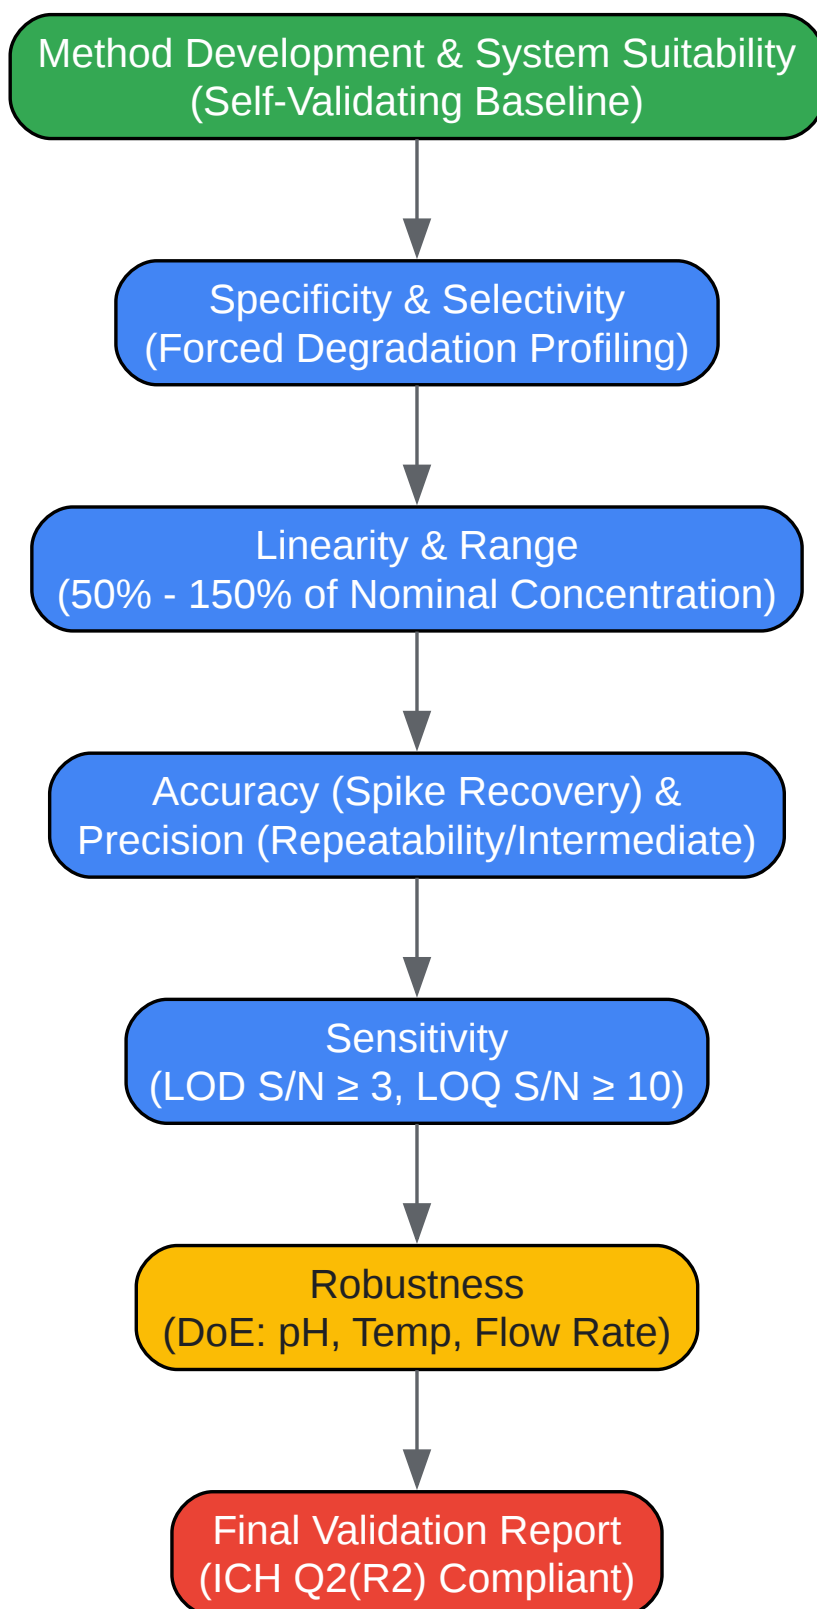 Method Development & System Suitability
(Self-Validating Baseline)
Specificity & Selectivity
(Forced Degradation Profiling)
Linearity & Range
(50% - 150% of Nominal Concentration)
Accuracy (Spike Recovery) &
Precision (Repeatability/Intermediate)
Sensitivity
(LOD S/N ≥ 3, LOQ S/N ≥ 10)
Robustness
(DoE: pH, Temp, Flow Rate)
Final Validation Report
(ICH Q2(R2) Compliant)